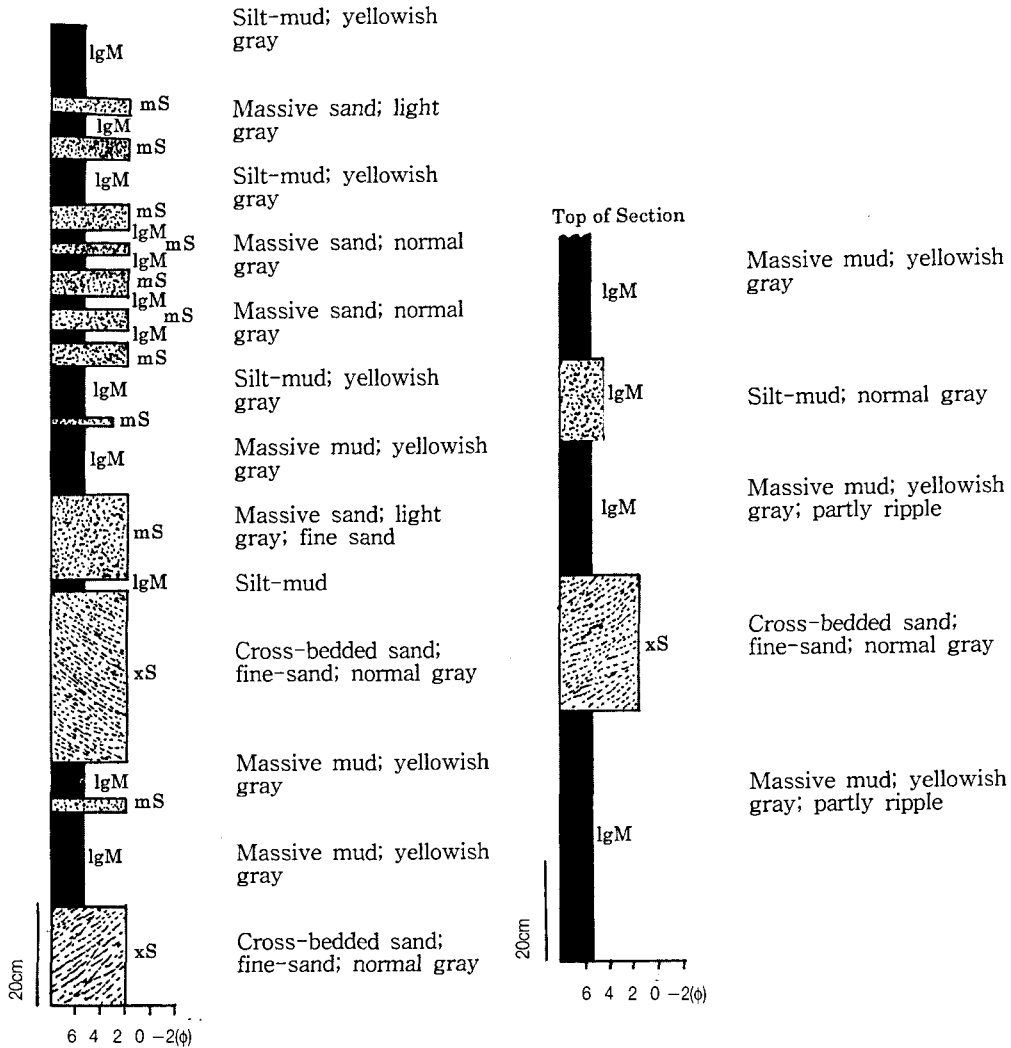 lgM
Silt-mud; yellowish
gray
mS
lgM
Massive sand; light
gray
mS
lgM
Silt-mud; yellowish
gray
mS
lgM
mS
Massive sand; normal
gray
lgM
mS
lgM
mS
Massive sand; normal
gray
lgM
mS
lgM
Silt-mud; yellowish
gray
mS
lgM
Massive mud; yellowish
gray
mS
Massive sand; light
gray; fine sand
lgM
Silt-mud
xS
Cross-bedded sand;
fine-sand; normal gray
lgM
Massive mud; yellowish
gray
mS
lgM
Massive mud; yellowish
gray
xS
Cross-bedded sand;
fine-sand; normal gray
20cm
6 4 2 0 -2(ϕ)
Top of Section
lgM
Massive mud; yellowish
gray
lgM
Silt-mud; normal gray
lgM
Massive mud; yellowish
gray; partly ripple
xS
Cross-bedded sand;
fine-sand; normal gray
lgM
Massive mud; yellowish
gray; partly ripple
20cm
6 4 2 0 -2(ϕ)